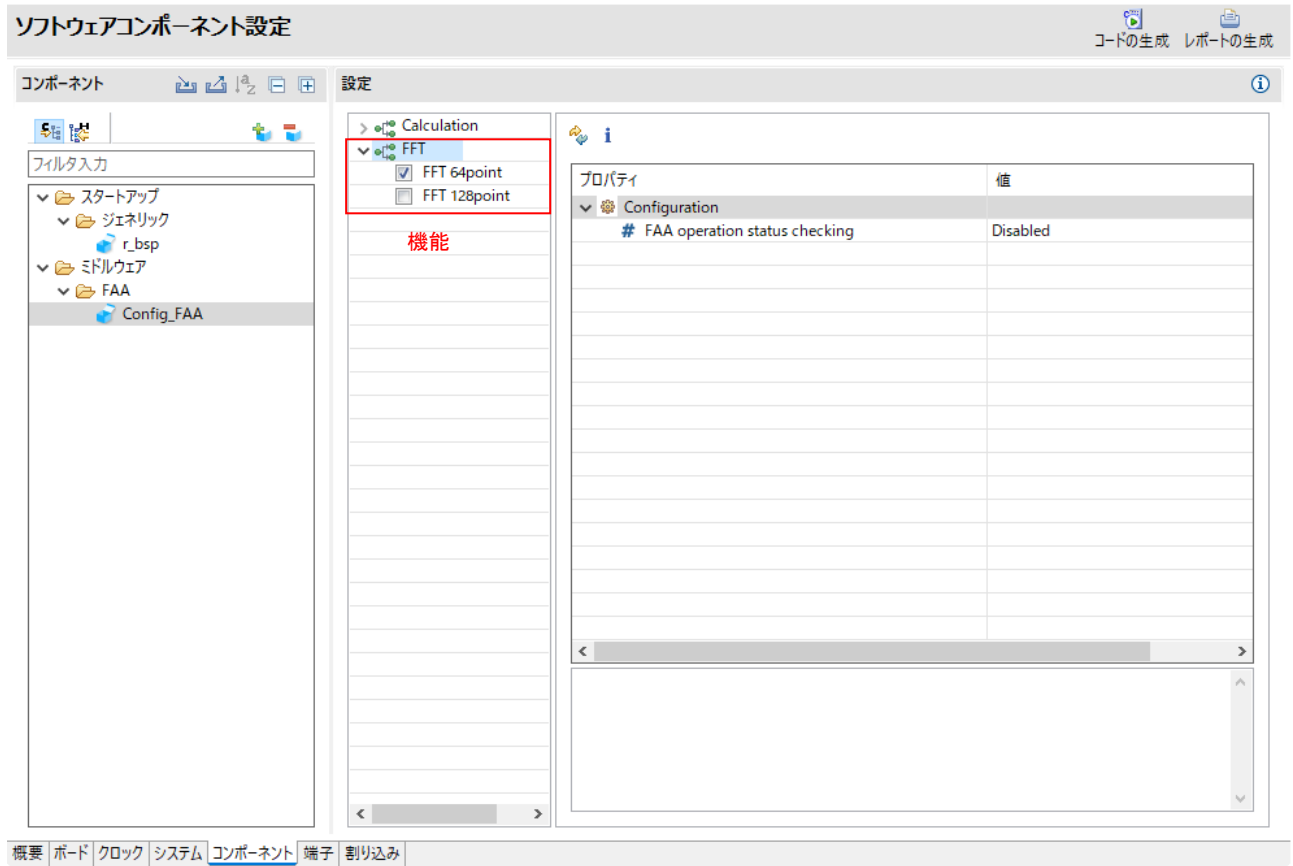 ソフトウェアコンポーネント設定
コードの生成 レポートの生成
コンポーネント
設定
フィルタ入力
スタートアップ
ジェネリック
r_bsp
ミドルウェア
FAA
Config_FAA
Calculation
FFT
FFT 64point
FFT 128point
機能
プロパティ 値
Configuration
FAA operation status checking Disabled
概要 ボード クロック システム コンポーネント 端子 割り込み